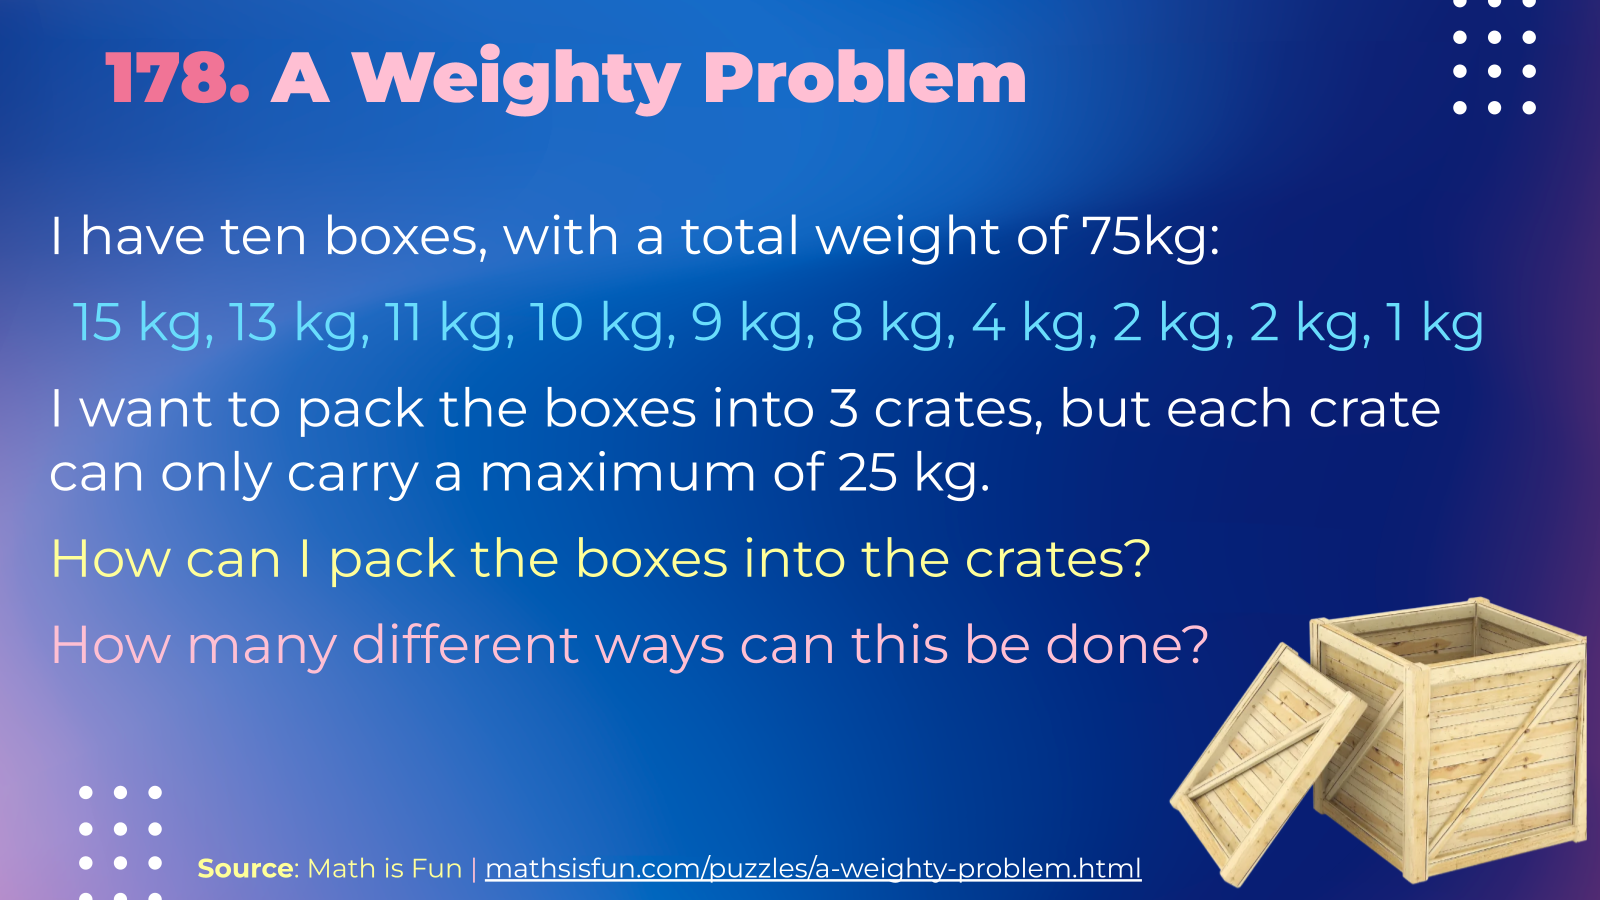 178. A Weighty Problem
I have ten boxes, with a total weight of 75kg:
15 kg, 13 kg, 11 kg, 10 kg, 9 kg, 8 kg, 4 kg, 2 kg, 2 kg, 1 kg
I want to pack the boxes into 3 crates, but each crate
can only carry a maximum of 25 kg.
How can I pack the boxes into the crates?
How many different ways can this be done?
Source: Math is Fun | mathsisfun.com/puzzles/a-weighty-problem.html